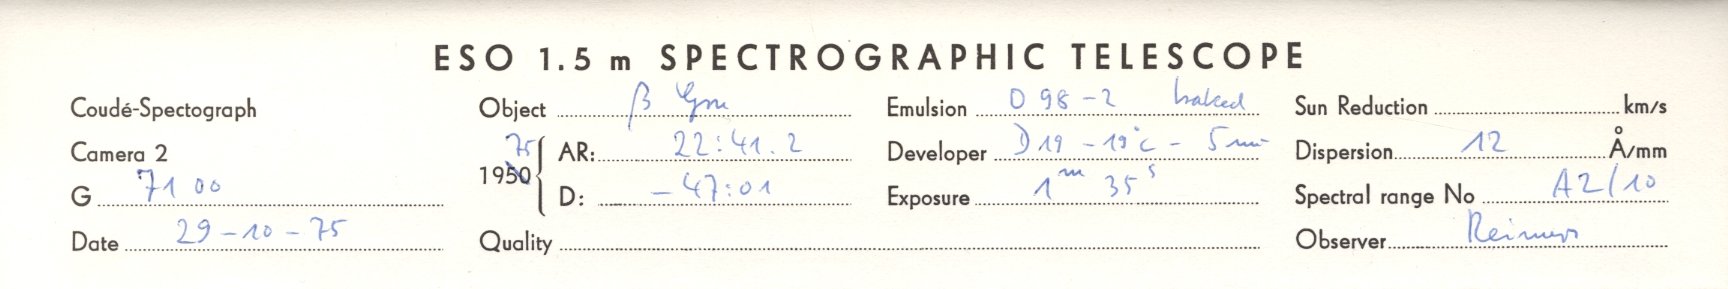 ESO 1.5 m SPECTROGRAPHIC TELESCOPE
Coudé-Spectograph Object β Gru Emulsion O 98-2 baked Sun Reduction km/s
Camera 2 1950 75 AR: 22:41.2 Developer D19 - 19°C - 5 min Dispersion 12 Å/mm
G 7100 D: -47:01 Exposure 1m 35s Spectral range No A2/10
Date 29-10-75 Quality Observer Reimers